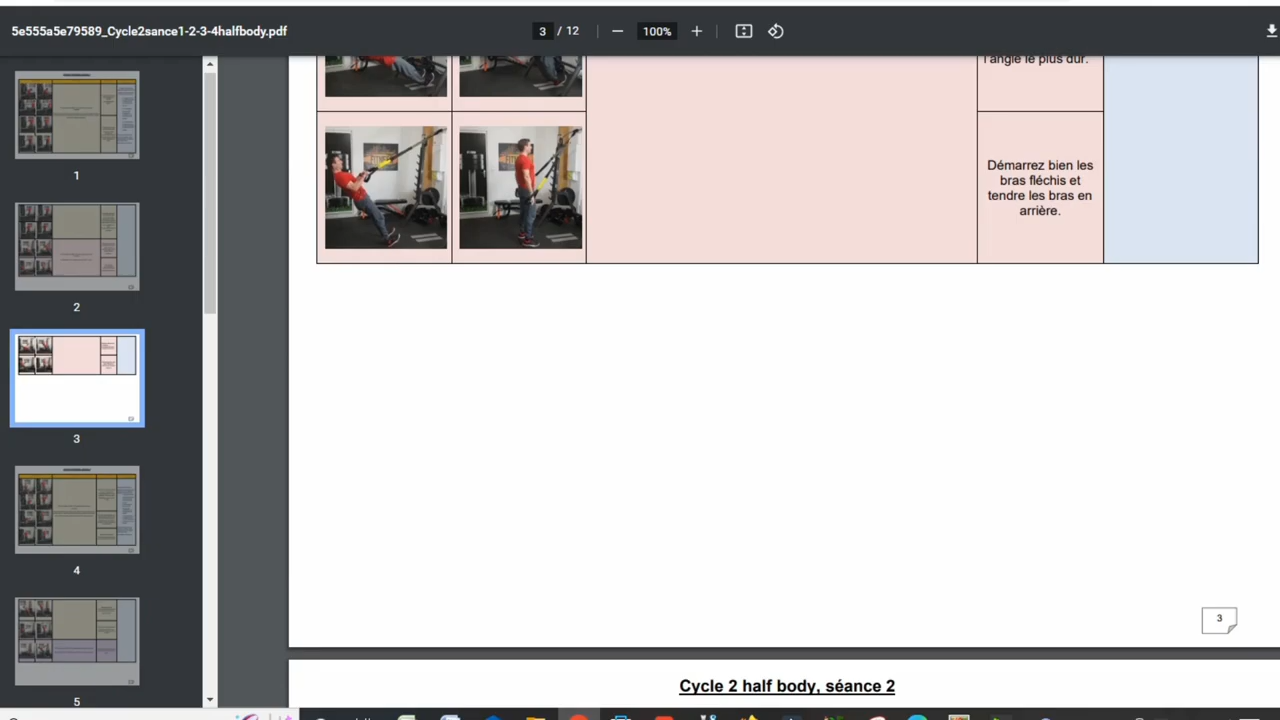 5e555a5e79589_Cycle2sance1-2-3-4halfbody.pdf
3 / 12
100%
l'angle le plus dur.
Démarrez bien les
bras fléchis et
tendre les bras en
arrière.
1
2
3
4
5
3
Cycle 2 half body, séance 2